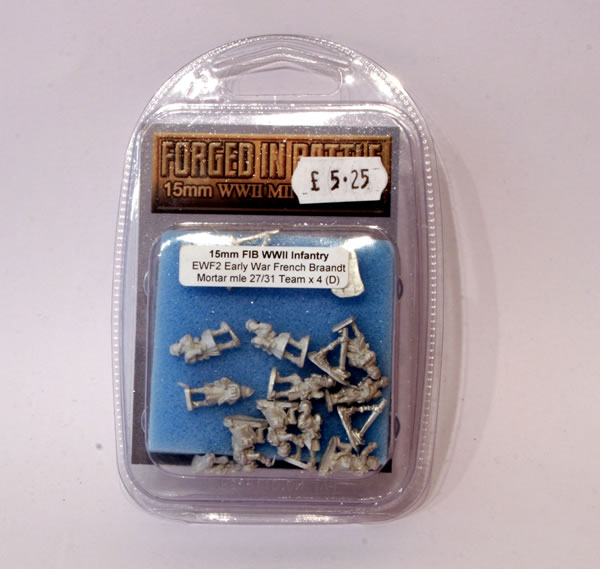 FORGED IN BATTLE
£ 5.25
15mm WWII MI
15mm FIB WWII Infantry
EWF2 Early War French Braandt
Mortar mle 27/31 Team x 4 (D)